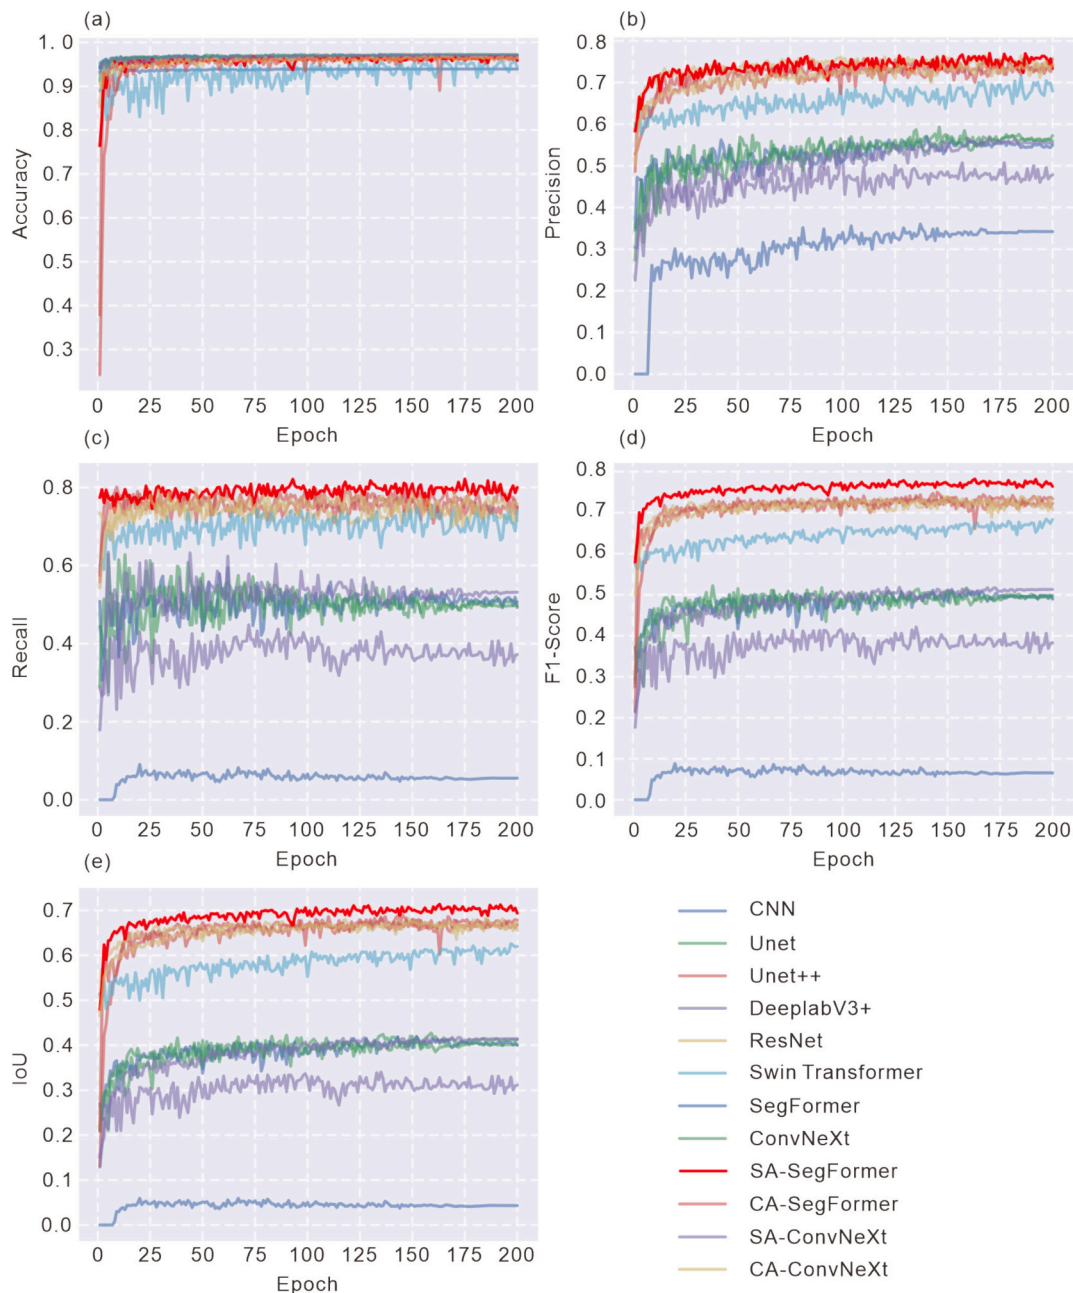 (a)
1.0
0.9
0.8
0.7
0.6
0.5
0.4
0.3
Accuracy
0 25 50 75 100 125 150 175 200
Epoch
(b)
0.8
0.7
0.6
0.5
0.4
0.3
0.2
0.1
0.0
Precision
0 25 50 75 100 125 150 175 200
Epoch
(c)
0.8
0.6
0.4
0.2
0.0
Recall
0 25 50 75 100 125 150 175 200
Epoch
(d)
0.8
0.7
0.6
0.5
0.4
0.3
0.2
0.1
0.0
F1-Score
0 25 50 75 100 125 150 175 200
Epoch
(e)
0.7
0.6
0.5
0.4
0.3
0.2
0.1
0.0
IoU
0 25 50 75 100 125 150 175 200
Epoch
CNN
Unet
Unet++
DeeplabV3+
ResNet
Swin Transformer
SegFormer
ConvNeXt
SA-SegFormer
CA-SegFormer
SA-ConvNeXt
CA-ConvNeXt